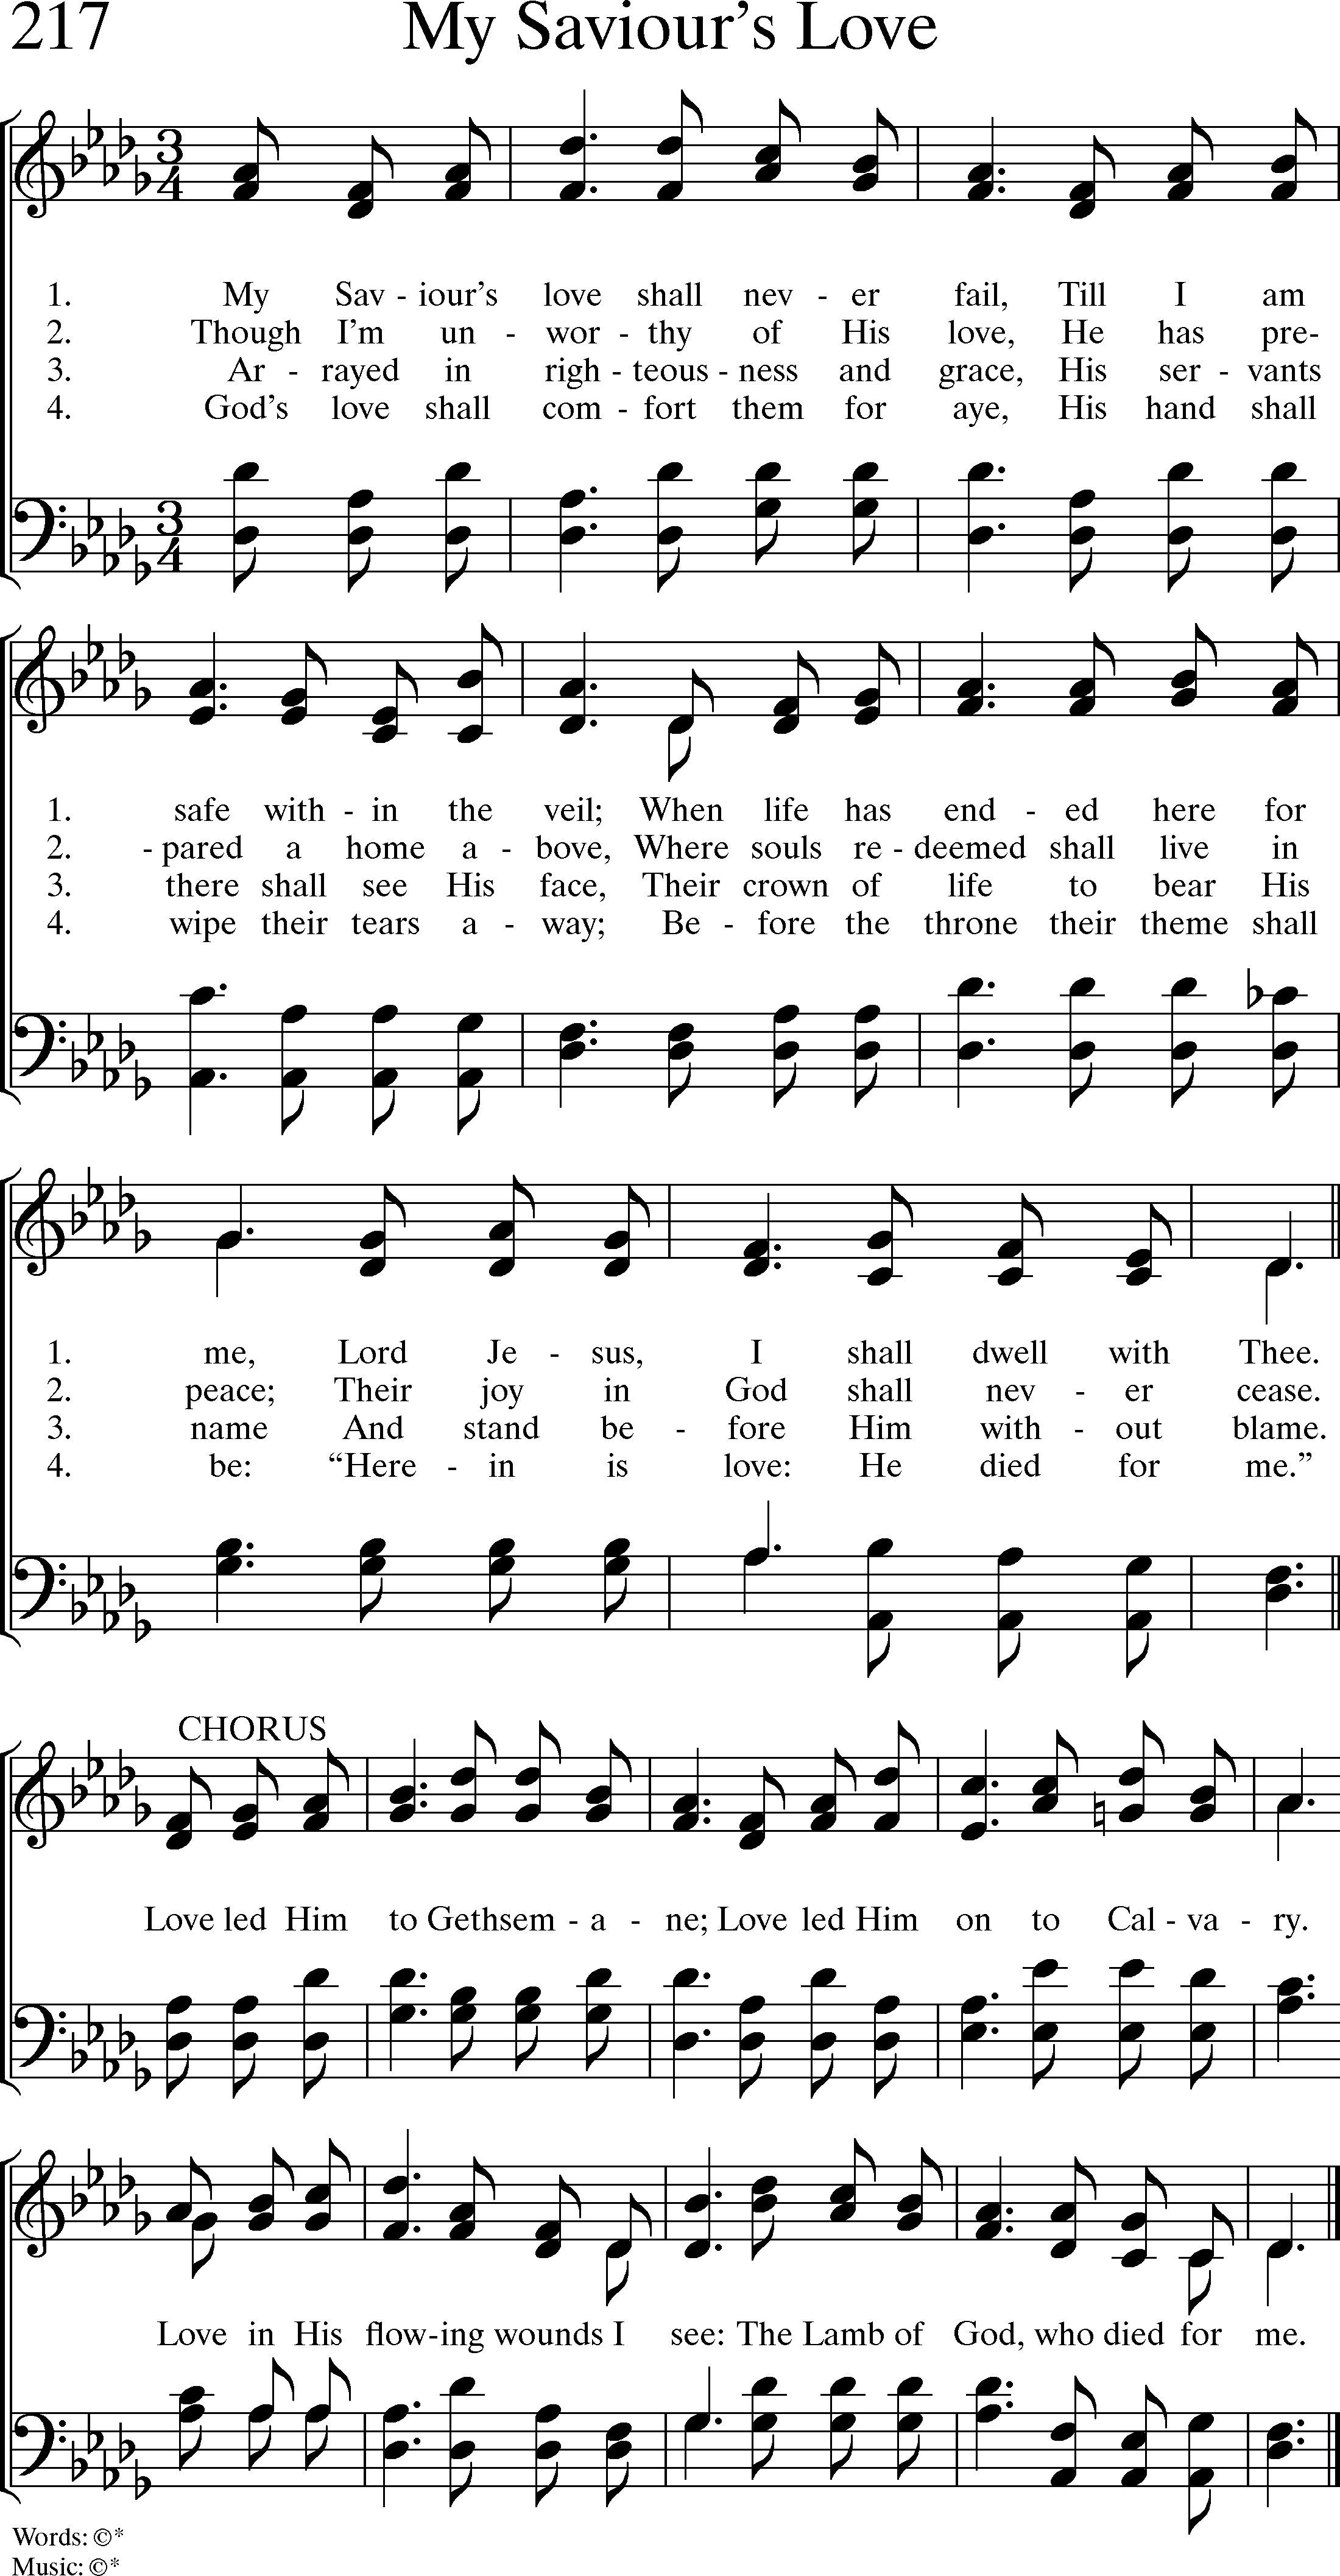 217 My Saviour's Love
1. My Sav - iour's love shall nev - er fail, Till I am
2. Though I'm un - wor - thy of His love, He has pre-
3. Ar - rayed in righ - teous - ness and grace, His ser - vants
4. God's love shall com - fort them for aye, His hand shall
1. safe with - in the veil; When life has end - ed here for
2. - pared a home a - bove, Where souls re - deemed shall live in
3. there shall see His face, Their crown of life to bear His
4. wipe their tears a - way; Be - fore the throne their theme shall
1. me, Lord Je - sus, I shall dwell with Thee.
2. peace; Their joy in God shall nev - er cease.
3. name And stand be - fore Him with - out blame.
4. be: “Here - in is love: He died for me.”
CHORUS
Love led Him to Gethsem - a - ne; Love led Him on to Cal - va - ry.
Love in His flow-ing wounds I see: The Lamb of God, who died for me.
Words: ©*
Music: ©*